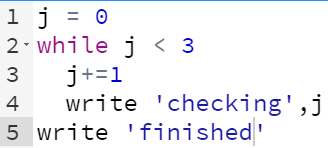 1 j = 0
2 while j < 3
3   j+=1
4   write 'checking',j
5 write 'finished'